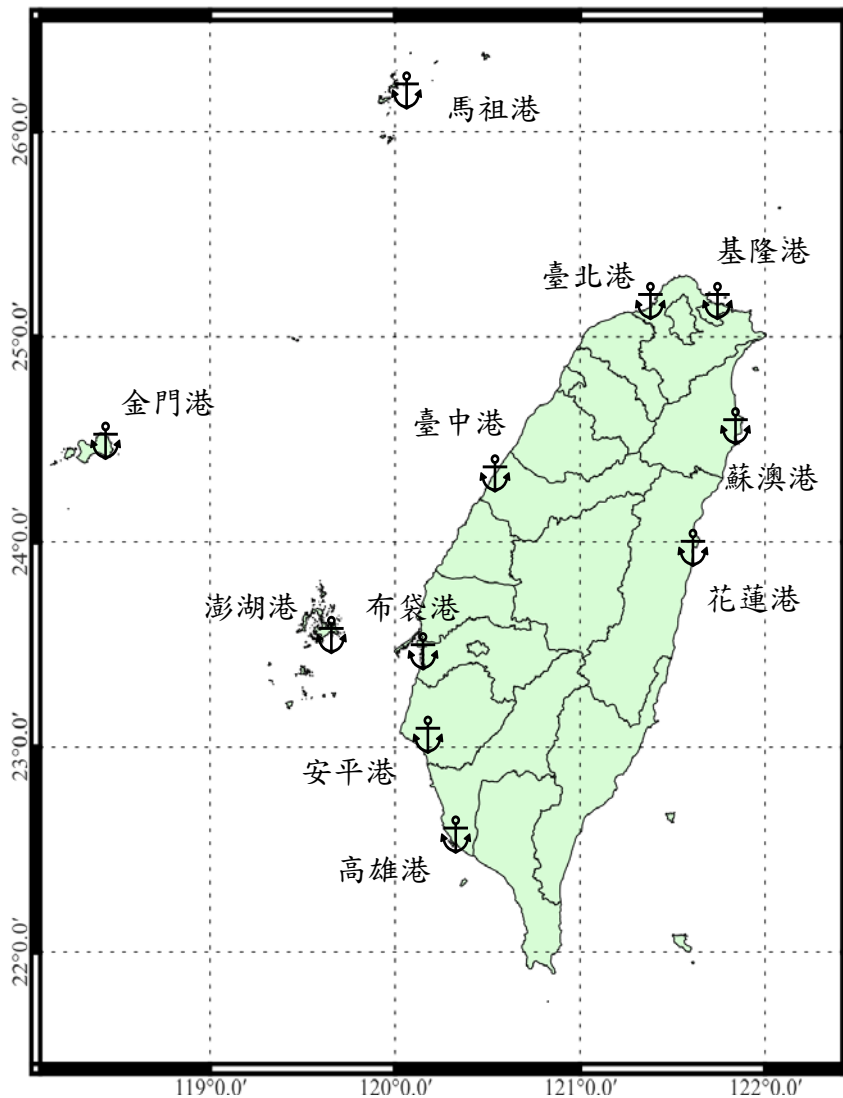 馬祖港
基隆港
臺北港
金門港
臺中港
蘇澳港
花蓮港
澎湖港
布袋港
安平港
高雄港
26°0.0′
25°0.0′
24°0.0′
23°0.0′
22°0.0′
119°0.0′
120°0.0′
121°0.0′
122°0.0′